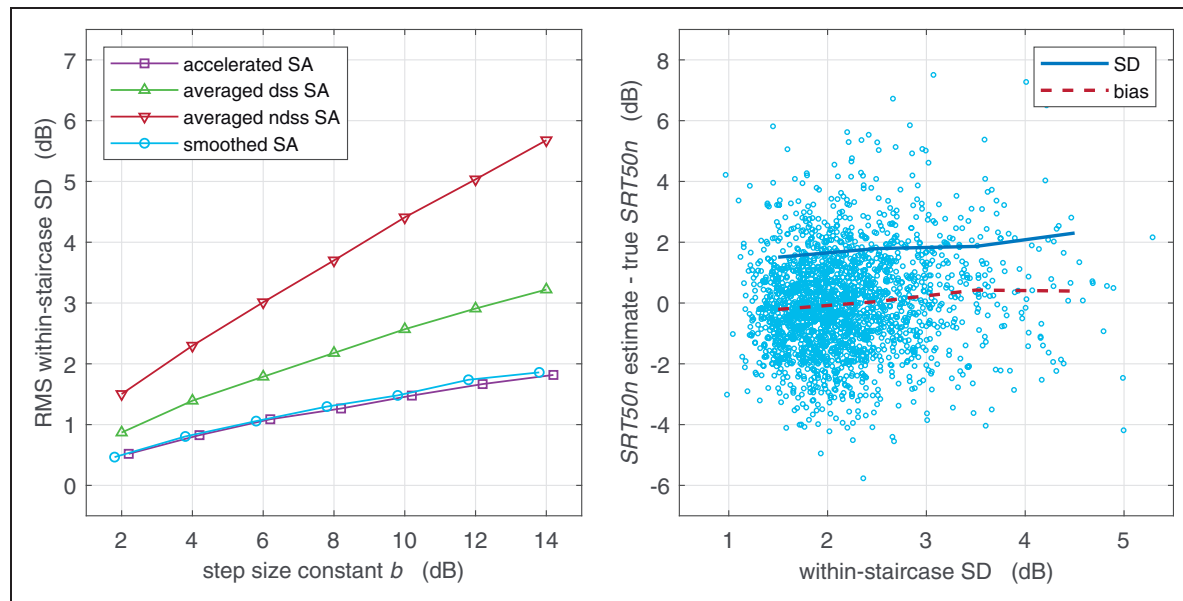 RMS within-staircase SD (dB)
7
6
5
4
3
2
1
0
accelerated SA
averaged dss SA
averaged ndss SA
smoothed SA
2 4 6 8 10 12 14
step size constant b (dB)
SRT50n estimate - true SRT50n (dB)
8
6
4
2
0
-2
-4
-6
SD
bias
1 2 3 4 5
within-staircase SD (dB)